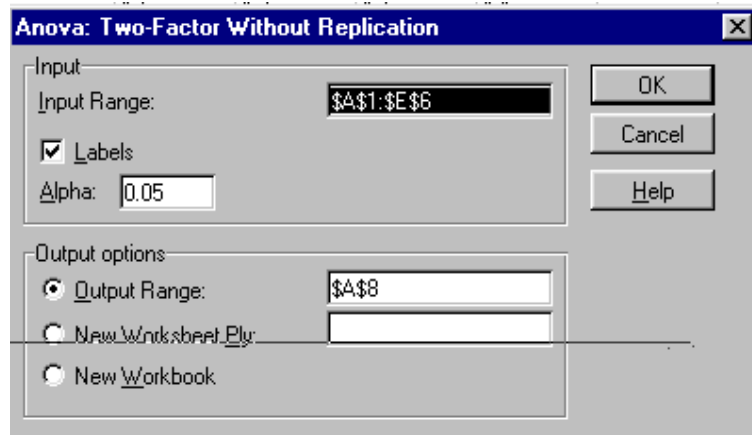 Anova: Two-Factor Without Replication
Input
Input Range: $A$1:$E$6
Labels
Alpha: 0.05
OK
Cancel
Help
Output options
Output Range: $A$8
New Worksheet Ply:
New Workbook